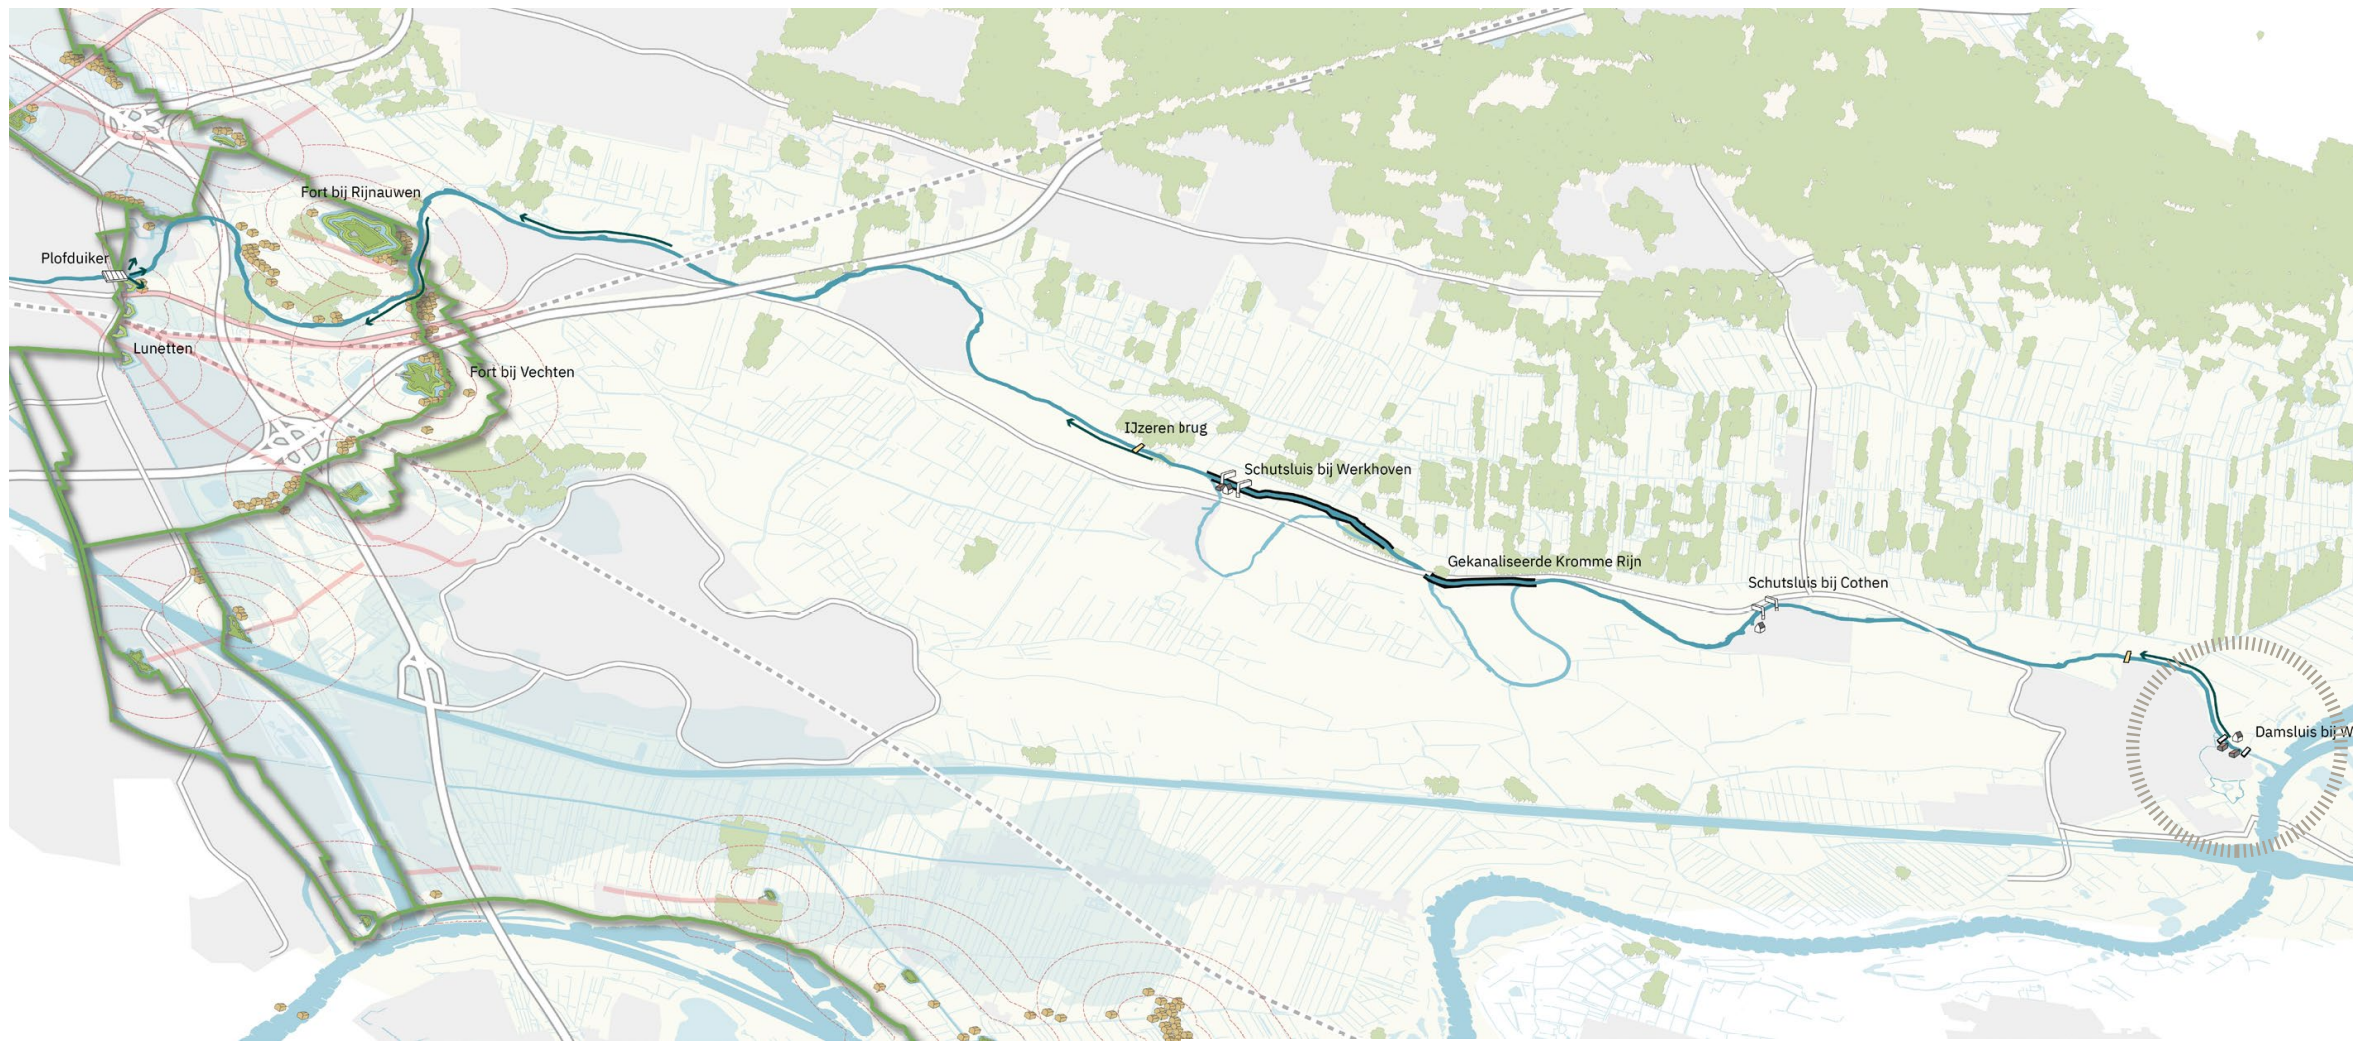 Fort bij Rijnauwen
Plofduiker
Lunetten
Fort bij Vechten
IJzeren brug
Schutsluis bij Werkhoven
Gekanaliseerde Kromme Rijn
Schutsluis bij Cothen
Damsluis bij W